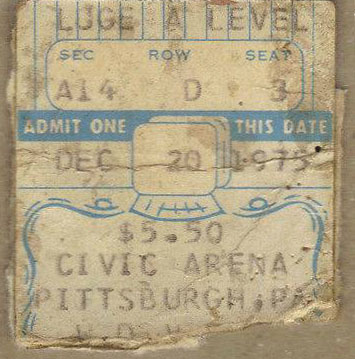 LOGE A LEVEL
SEC ROW SEAT
A14 D 3
ADMIT ONE THIS DATE
DEC 20 1975
$5.50
CIVIC ARENA
PITTSBURGH, PA